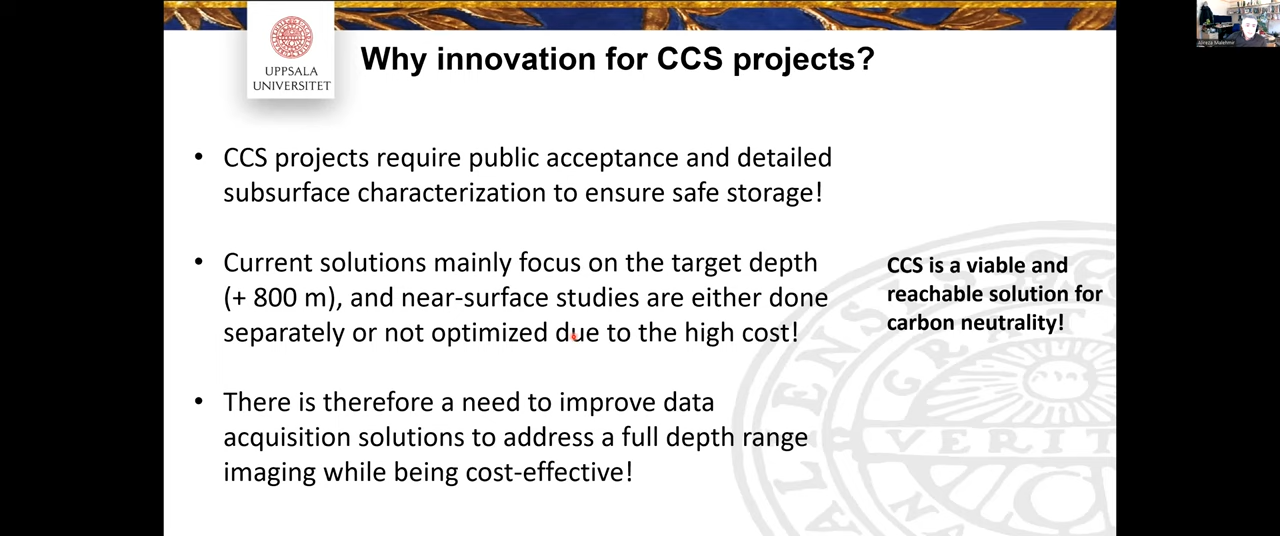 UPPSALA
UNIVERSITET
Why innovation for CCS projects?
• CCS projects require public acceptance and detailed
subsurface characterization to ensure safe storage!
• Current solutions mainly focus on the target depth
(+ 800 m), and near-surface studies are either done
separately or not optimized due to the high cost!
• There is therefore a need to improve data
acquisition solutions to address a full depth range
imaging while being cost-effective!
CCS is a viable and
reachable solution for
carbon neutrality!
Alireza Malehmir